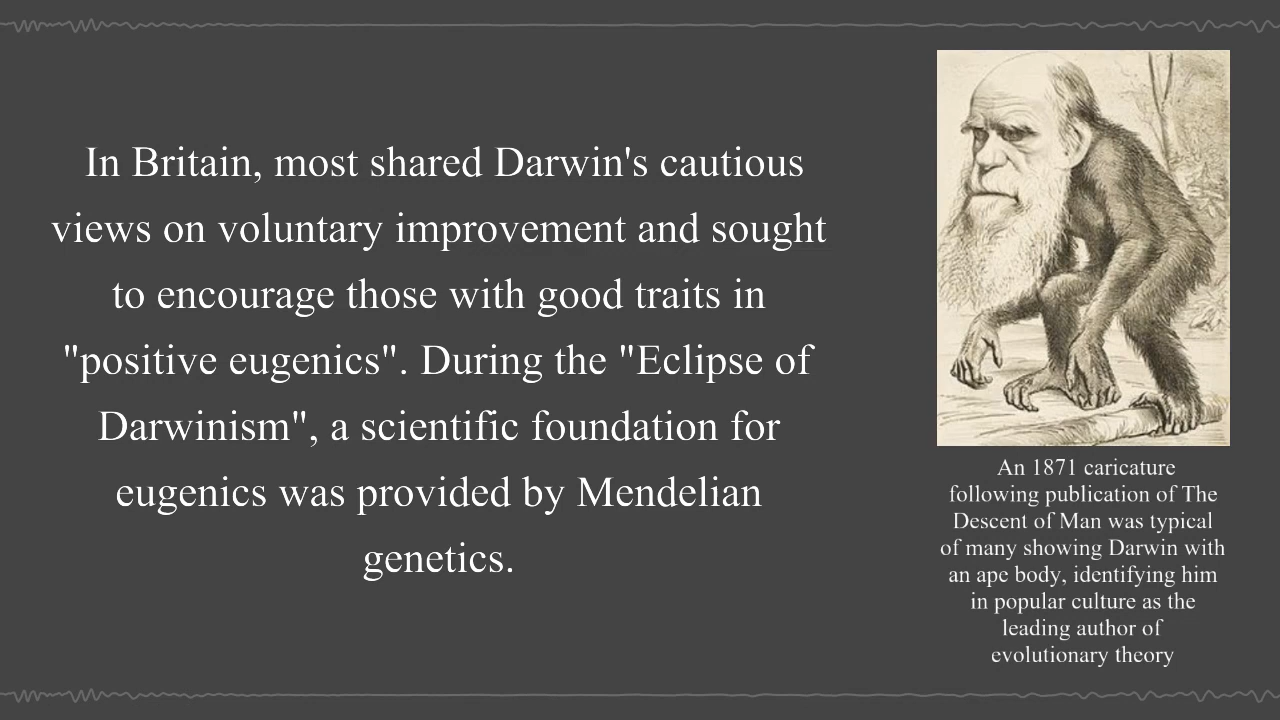 In Britain, most shared Darwin's cautious
views on voluntary improvement and sought
to encourage those with good traits in
"positive eugenics". During the "Eclipse of
Darwinism", a scientific foundation for
eugenics was provided by Mendelian
genetics.
An 1871 caricature
following publication of The
Descent of Man was typical
of many showing Darwin with
an ape body, identifying him
in popular culture as the
leading author of
evolutionary theory